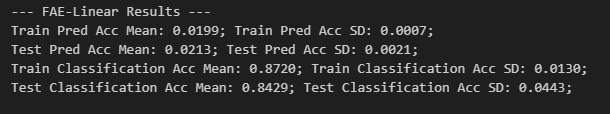 --- FAE-Linear Results ---
Train Pred Acc Mean: 0.0199; Train Pred Acc SD: 0.0007;
Test Pred Acc Mean: 0.0213; Test Pred Acc SD: 0.0021;
Train Classification Acc Mean: 0.8720; Train Classification Acc SD: 0.0130;
Test Classification Acc Mean: 0.8429; Test Classification Acc SD: 0.0443;